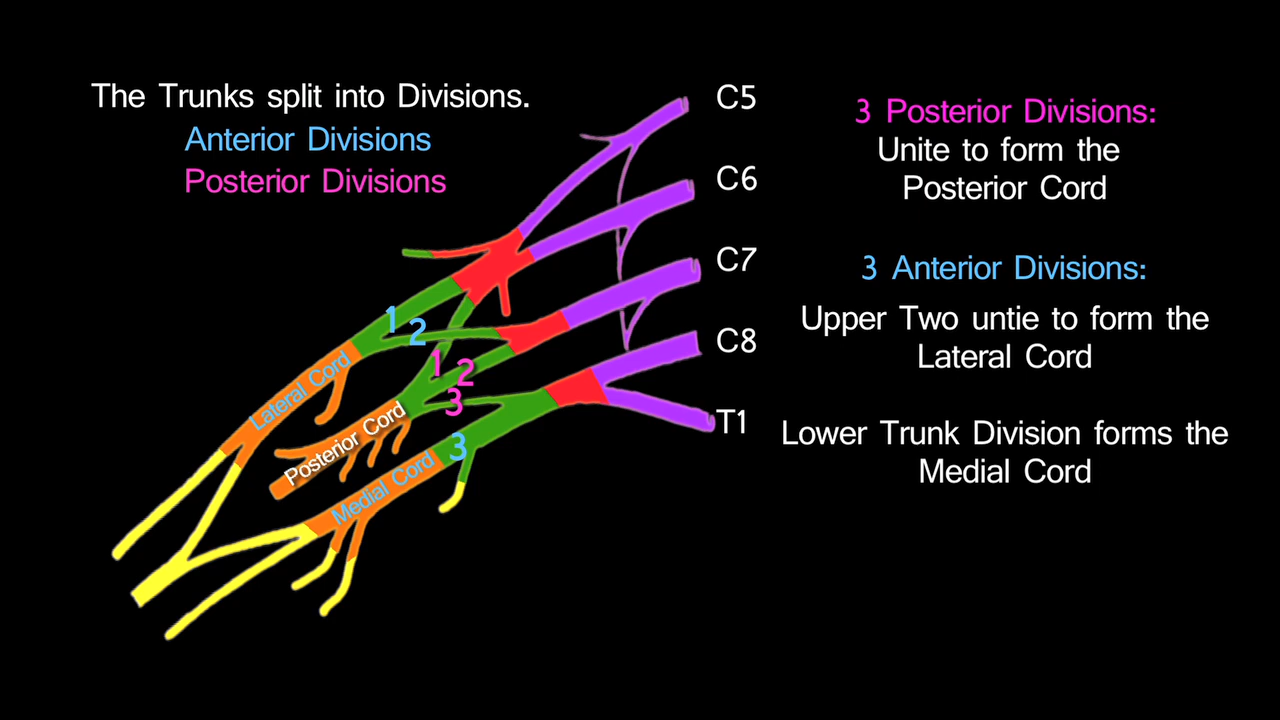 The Trunks split into Divisions.
Anterior Divisions
Posterior Divisions
C5
C6
C7
C8
T1
3 Posterior Divisions:
Unite to form the
Posterior Cord
3 Anterior Divisions:
Upper Two untie to form the
Lateral Cord
Lower Trunk Division forms the
Medial Cord
1
2
1
2
3
3
Lateral Cord
Posterior Cord
Medial Cord